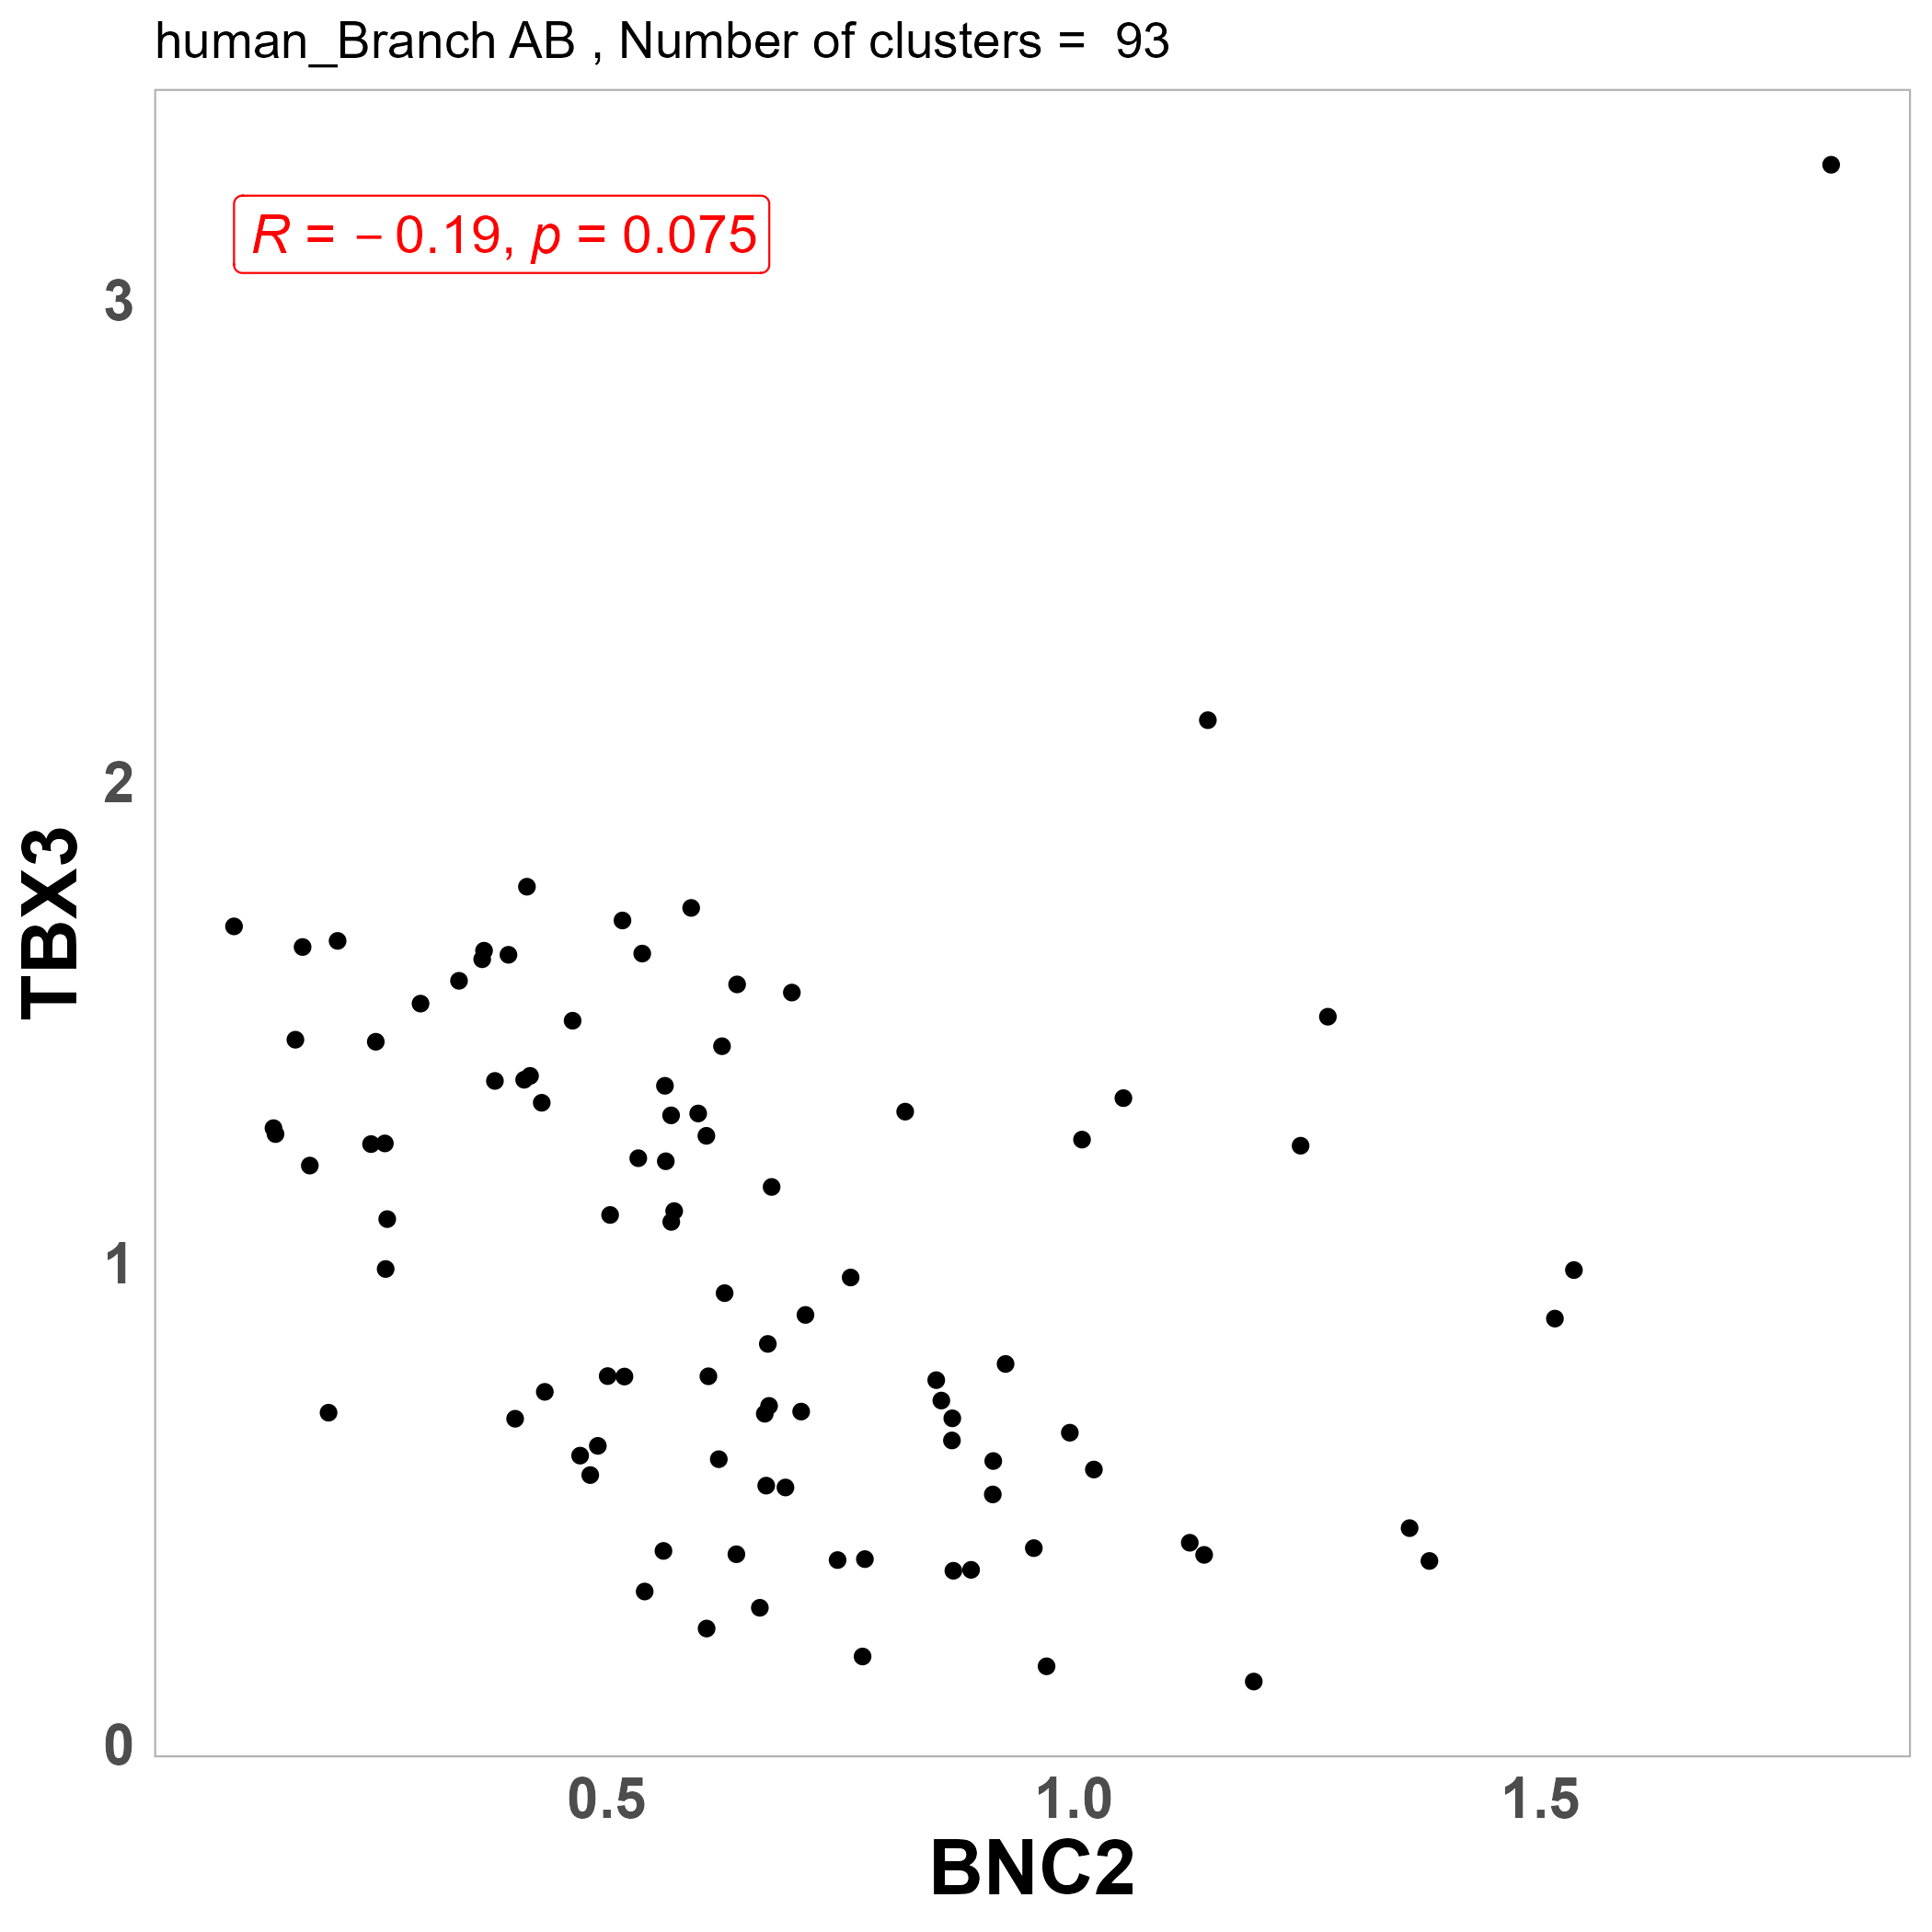 human_Branch AB , Number of clusters =  93
R = − 0.19, p = 0.075
3
2
1
0
TBX3
0.5 1.0 1.5
BNC2